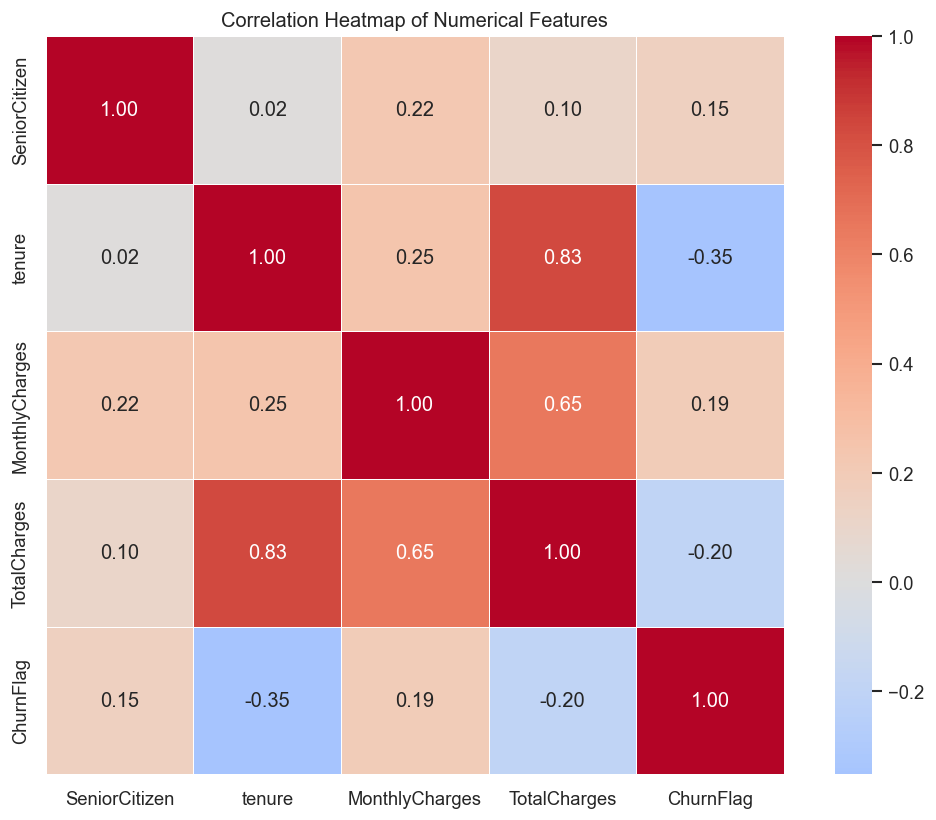 Correlation Heatmap of Numerical Features
SeniorCitizen
1.00 0.02 0.22 0.10 0.15
tenure
0.02 1.00 0.25 0.83 -0.35
MonthlyCharges
0.22 0.25 1.00 0.65 0.19
TotalCharges
0.10 0.83 0.65 1.00 -0.20
ChurnFlag
0.15 -0.35 0.19 -0.20 1.00
SeniorCitizen tenure MonthlyCharges TotalCharges ChurnFlag
1.0
0.8
0.6
0.4
0.2
0.0
−0.2